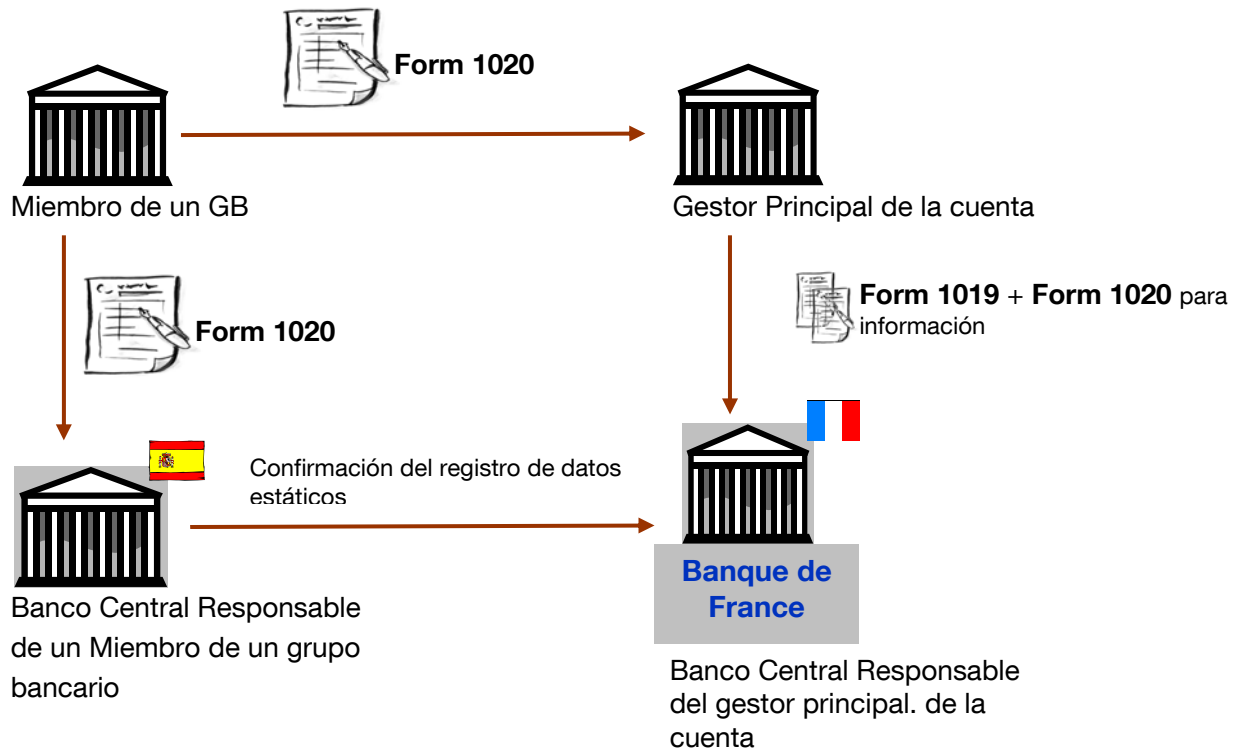 Form 1020
Miembro de un GB
Gestor Principal de la cuenta
Form 1020
Form 1019 + Form 1020 para
información
Confirmación del registro de datos
estáticos
Banque de
France
Banco Central Responsable
de un Miembro de un grupo
bancario
Banco Central Responsable
del gestor principal. de la
cuenta